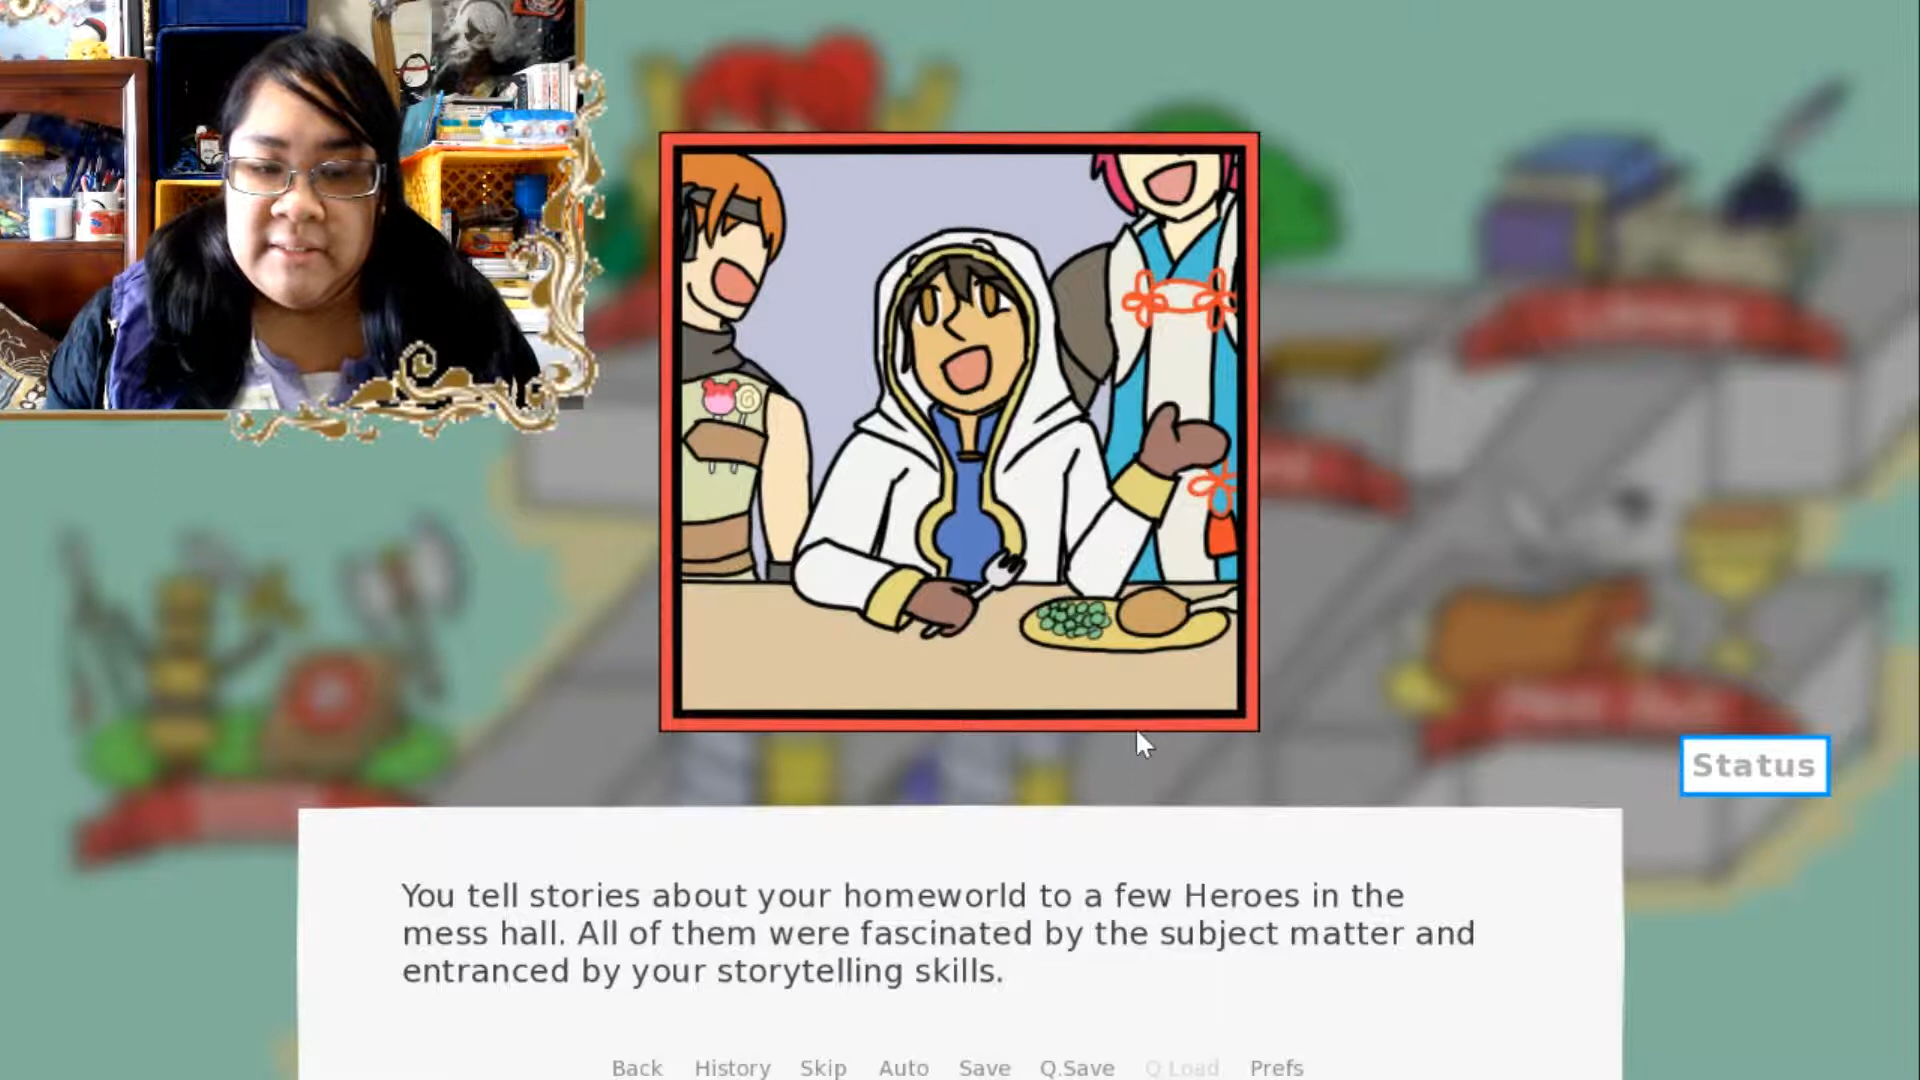 Status
You tell stories about your homeworld to a few Heroes in the
mess hall. All of them were fascinated by the subject matter and
entranced by your storytelling skills.
Back History Skip Auto Save Q.Save Q.Load Prefs